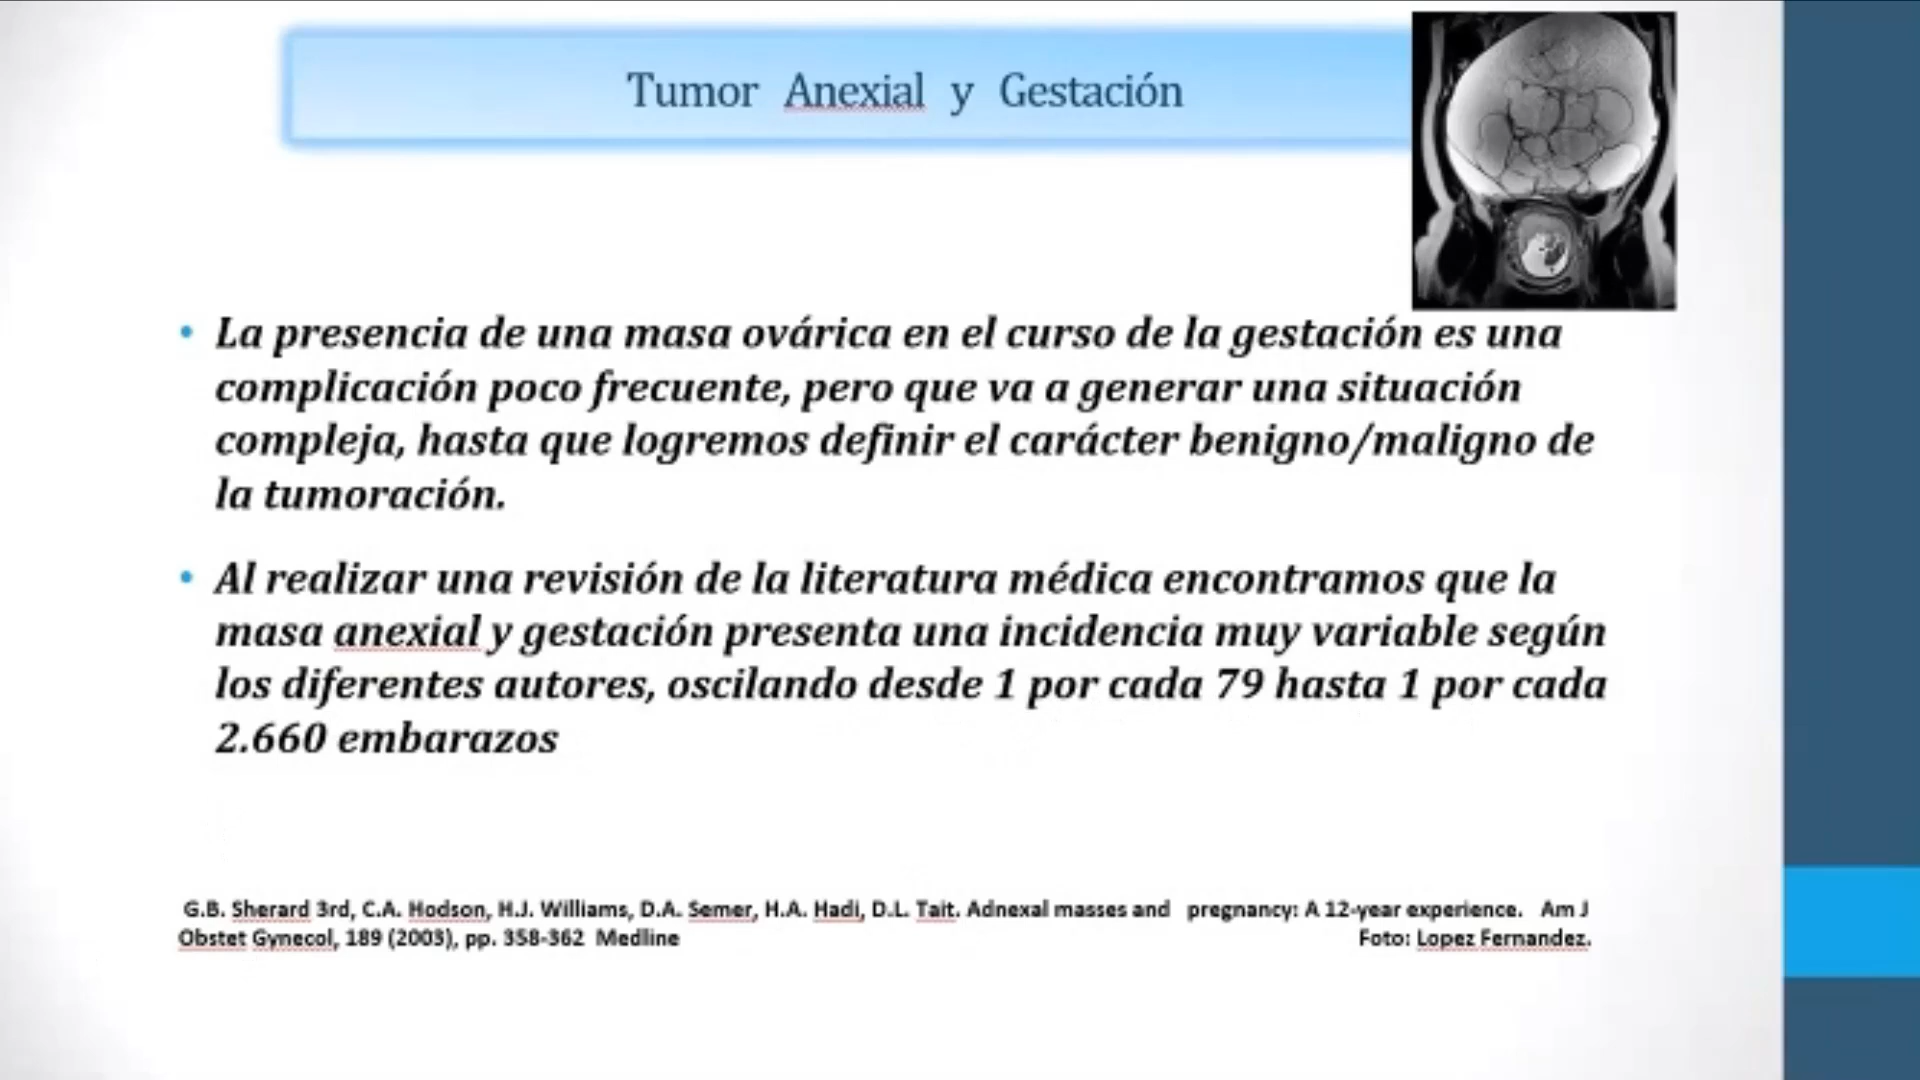 Tumor Anexial y Gestación
La presencia de una masa ovárica en el curso de la gestación es una
complicación poco frecuente, pero que va a generar una situación
compleja, hasta que logremos definir el carácter benigno/maligno de
la tumoración.
Al realizar una revisión de la literatura médica encontramos que la
masa anexial y gestación presenta una incidencia muy variable según
los diferentes autores, oscilando desde 1 por cada 79 hasta 1 por cada
2.660 embarazos
G.B. Sherard 3rd, C.A. Hodson, H.J. Williams, D.A. Semer, H.A. Hadi, D.L. Tait. Adnexal masses and pregnancy: A 12-year experience. Am J
Obstet Gynecol, 189 (2003), pp. 358-362 Medline Foto: Lopez Fernandez.